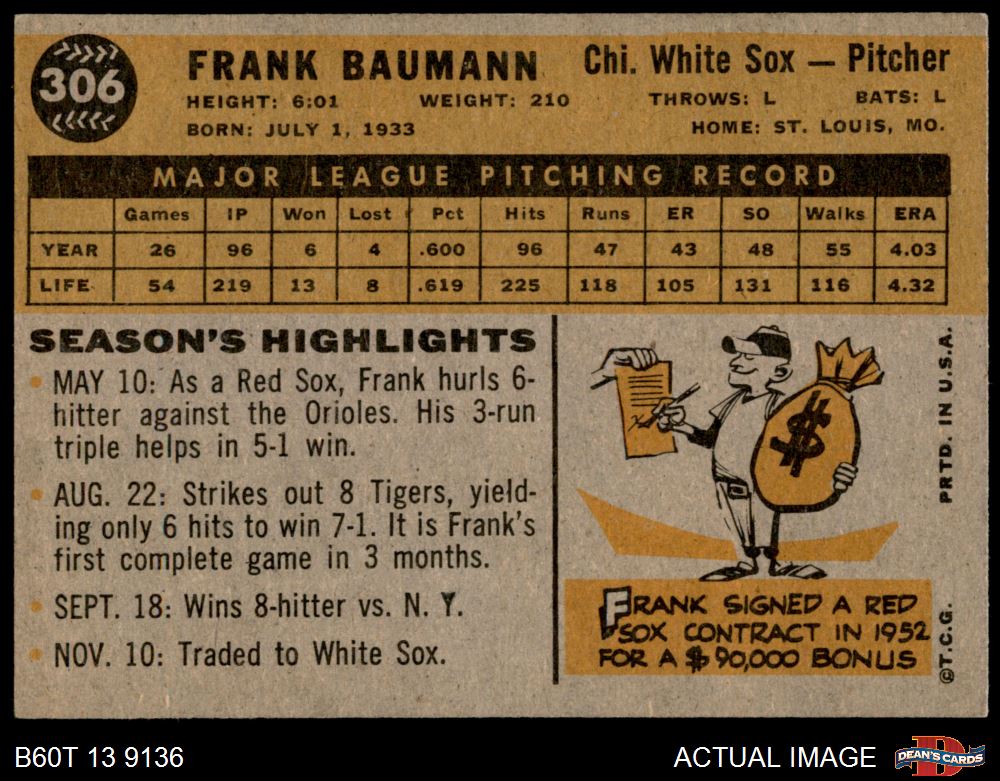 306
FRANK BAUMANN
Chi. White Sox — Pitcher
HEIGHT: 6:01 WEIGHT: 210 THROWS: L BATS: L
BORN: JULY 1, 1933 HOME: ST. LOUIS, MO.
MAJOR LEAGUE PITCHING RECORD
Games IP Won Lost Pct Hits Runs ER SO Walks ERA
YEAR 26 96 6 4 .600 96 47 43 48 55 4.03
LIFE 54 219 13 8 .619 225 118 105 131 116 4.32
SEASON'S HIGHLIGHTS
• MAY 10: As a Red Sox, Frank hurls 6-
hitter against the Orioles. His 3-run
triple helps in 5-1 win.
• AUG. 22: Strikes out 8 Tigers, yield-
ing only 6 hits to win 7-1. It is Frank's
first complete game in 3 months.
• SEPT. 18: Wins 8-hitter vs. N. Y.
• NOV. 10: Traded to White Sox.
$
FRANK SIGNED A RED
SOX CONTRACT IN 1952
FOR A $90,000 BONUS
©T.C.G. PRTD. IN U.S.A.
B60T 13 9136
ACTUAL IMAGE
D
DEAN'S CARDS